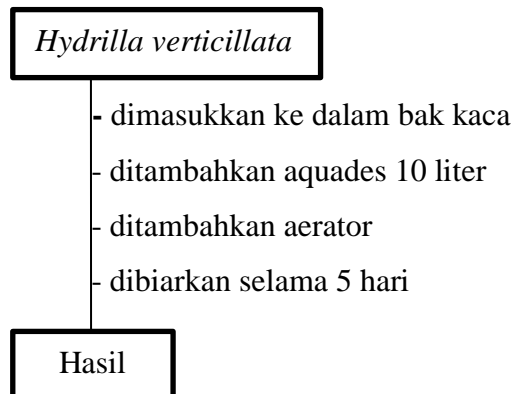 Hydrilla verticillata
- dimasukkan ke dalam bak kaca
- ditambahkan aquades 10 liter
- ditambahkan aerator
- dibiarkan selama 5 hari
Hasil